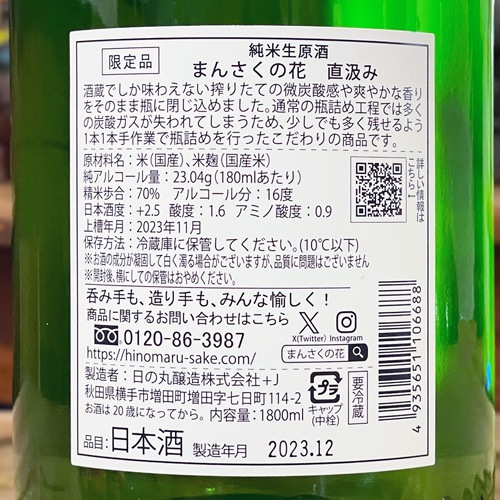 限定品
純米生原酒
まんさくの花 直汲み
酒蔵でしか味わえない搾りたての微炭酸感や爽やかな香
りをそのまま瓶に閉じ込めました。通常の瓶詰め工程では多く
の炭酸ガスが失われてしまうため、少しでも多く残せるよう
1本1本手作業で瓶詰めを行ったこだわりの商品です。
原材料名:米(国産)、米麹(国産米)
純アルコール量:23.04g(180mlあたり)
精米歩合:70% アルコール分:16度
日本酒度:+2.5 酸度:1.6 アミノ酸度:0.9
上槽年月:2023年11月
保存方法:冷蔵庫に保管してください。(10℃以下)
※お酒の成分が凝固して白く濁る場合がございますが、品質に問題はございません
※開封後、横にしての保管はおやめください。
詳しい情報は
こちら←
呑み手も、造り手も、みんな愉しく!
商品に関するお問い合わせはこちら
0120-86-3987
https://hinomaru-sake.com/
X(Twitter)
Instagram
まんさくの花
製造者:日の丸醸造株式会社+J
秋田県横手市増田町増田字七日町114-2
お酒は20歳になってから。 内容量:1800ml
プラ
キャップ
(中栓)
要冷蔵
品目:日本酒 製造年月 2023.12
4935651106688